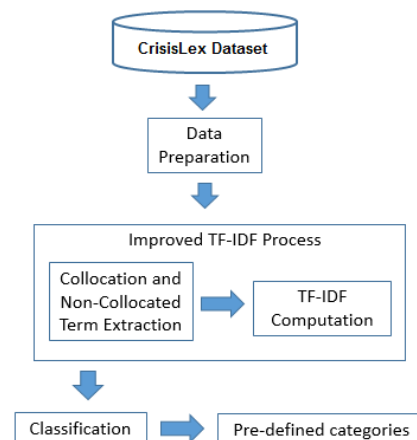 CrisisLex Dataset
Data
Preparation
Improved TF-IDF Process
Collocation and
Non-Collocated
Term Extraction
TF-IDF
Computation
Classification
Pre-defined categories